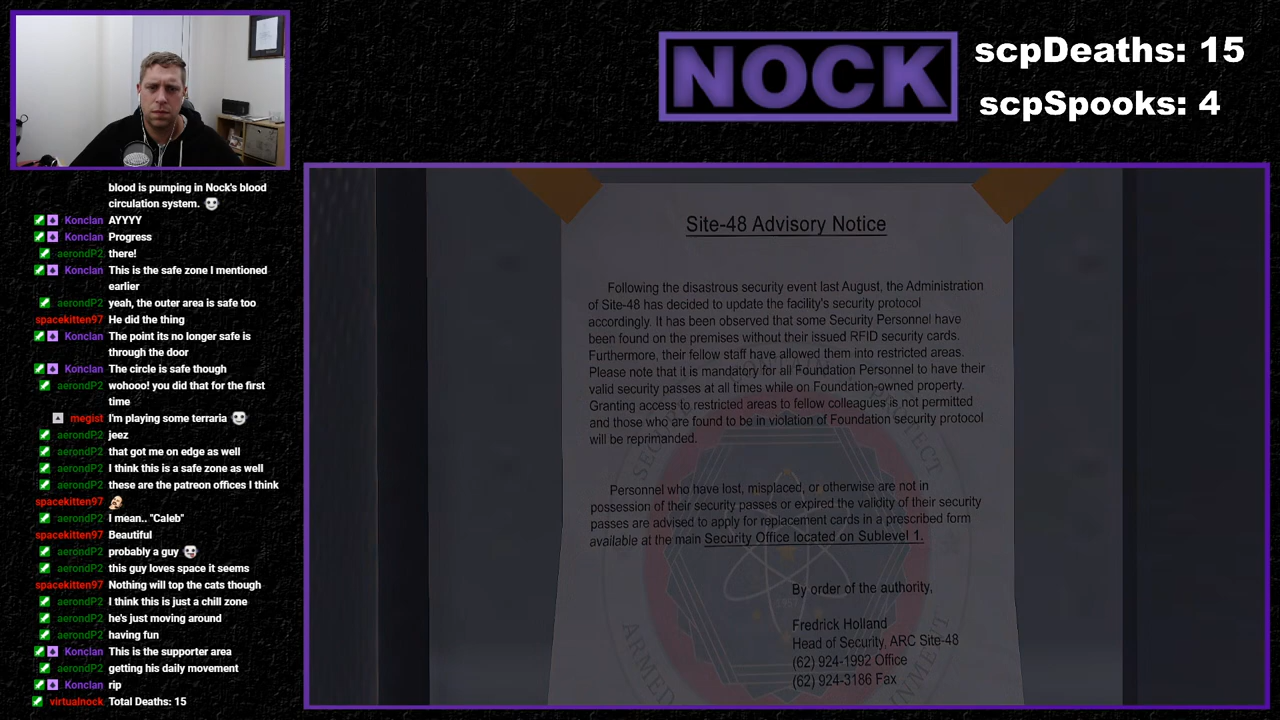 NOCK
scpDeaths: 15
scpSpooks: 4
blood is pumping in Nock's blood
circulation system.
Konclan AYYYY
Konclan Progress
aerondP2 there!
Konclan This is the safe zone I mentioned
earlier
aerondP2 yeah, the outer area is safe too
spacekitten97 He did the thing
Konclan The point its no longer safe is
through the door
Konclan The circle is safe though
aerondP2 wohooo! you did that for the first
time
megist I'm playing some terraria
aerondP2 jeez
aerondP2 that got me on edge as well
aerondP2 I think this is a safe zone as well
aerondP2 these are the patreon offices I think
spacekitten97
aerondP2 I mean.. "Caleb"
spacekitten97 Beautiful
aerondP2 probably a guy
aerondP2 this guy loves space it seems
spacekitten97 Nothing will top the cats though
aerondP2 I think this is just a chill zone
aerondP2 he's just moving around
aerondP2 having fun
Konclan This is the supporter area
aerondP2 getting his daily movement
Konclan rip
virtualnock Total Deaths: 15
Site-48 Advisory Notice
Following the disastrous security event last August, the Administration
of Site-48 has decided to update the facility's security protocol
accordingly. It has been observed that some Security Personnel have
been found on the premises without their issued RFID security cards.
Furthermore, their fellow staff have allowed them into restricted areas.
Please note that it is mandatory for all Foundation Personnel to have their
valid security passes at all times while on Foundation-owned property.
Granting access to restricted areas to fellow colleagues is not permitted
and those who are found to be in violation of Foundation security protocol
will be reprimanded.
Personnel who have lost, misplaced, or otherwise are not in
possession of their security passes or expired the validity of their security
passes are advised to apply for replacement cards in a prescribed form
available at the main Security Office located on Sublevel 1.
By order of the authority,
Fredrick Holland
Head of Security, ARC Site-48
(62) 924-1992 Office
(62) 924-3186 Fax